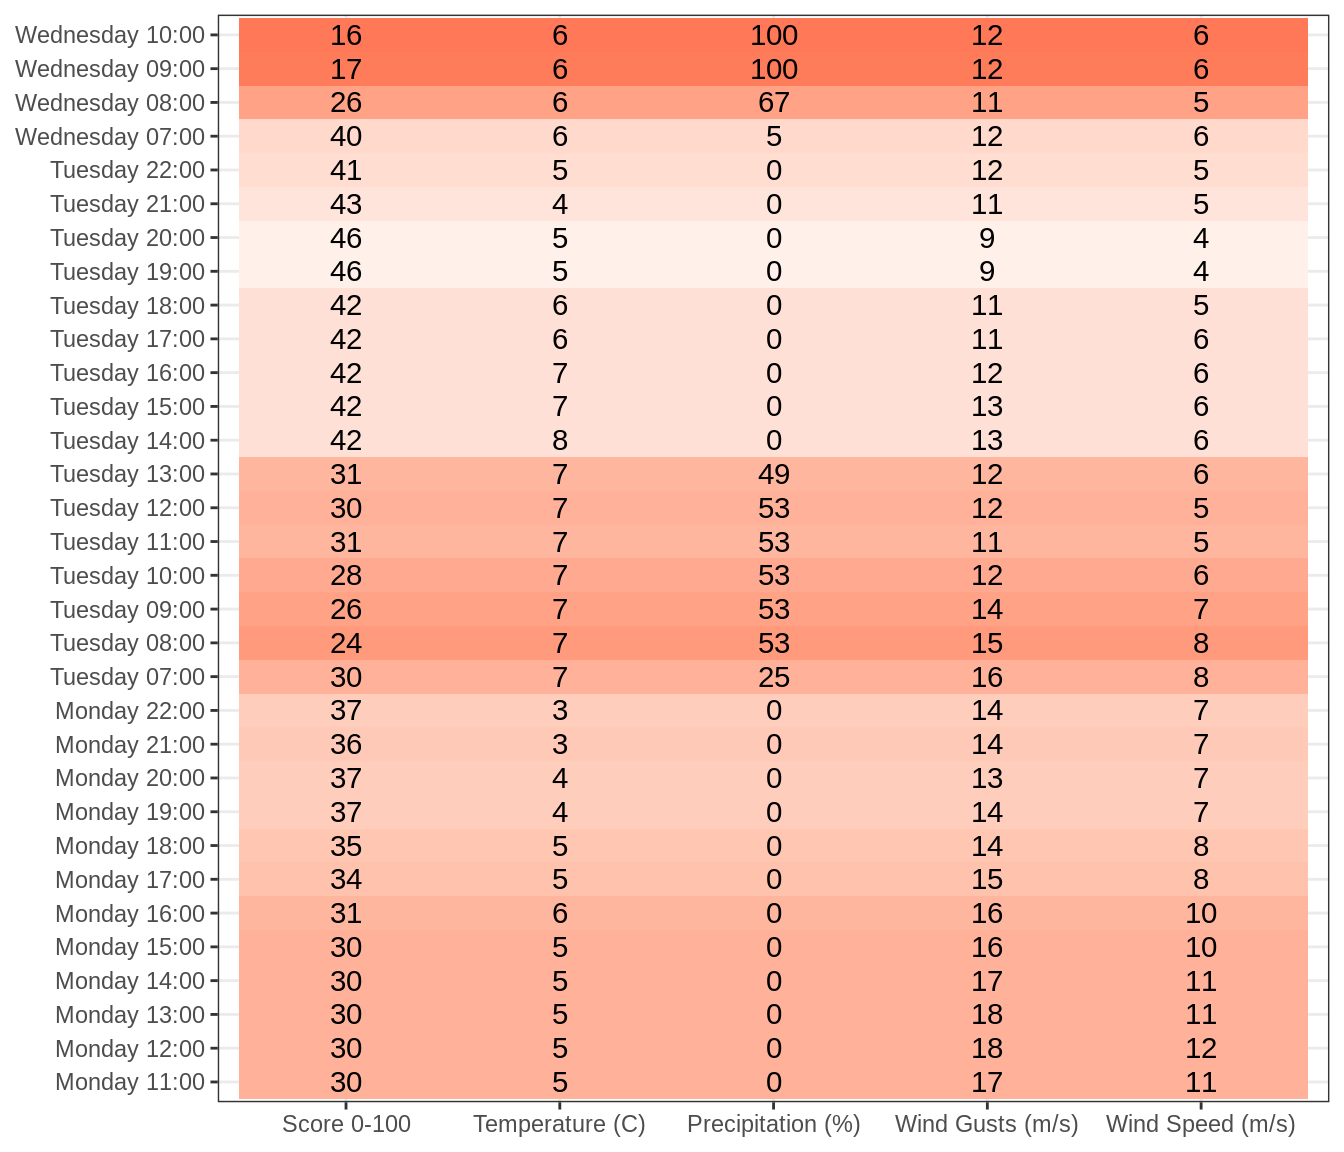 Wednesday 10:00 16 6 100 12 6
Wednesday 09:00 17 6 100 12 6
Wednesday 08:00 26 6 67 11 5
Wednesday 07:00 40 6 5 12 6
Tuesday 22:00 41 5 0 12 5
Tuesday 21:00 43 4 0 11 5
Tuesday 20:00 46 5 0 9 4
Tuesday 19:00 46 5 0 9 4
Tuesday 18:00 42 6 0 11 5
Tuesday 17:00 42 6 0 11 6
Tuesday 16:00 42 7 0 12 6
Tuesday 15:00 42 7 0 13 6
Tuesday 14:00 42 8 0 13 6
Tuesday 13:00 31 7 49 12 6
Tuesday 12:00 30 7 53 12 5
Tuesday 11:00 31 7 53 11 5
Tuesday 10:00 28 7 53 12 6
Tuesday 09:00 26 7 53 14 7
Tuesday 08:00 24 7 53 15 8
Tuesday 07:00 30 7 25 16 8
Monday 22:00 37 3 0 14 7
Monday 21:00 36 3 0 14 7
Monday 20:00 37 4 0 13 7
Monday 19:00 37 4 0 14 7
Monday 18:00 35 5 0 14 8
Monday 17:00 34 5 0 15 8
Monday 16:00 31 6 0 16 10
Monday 15:00 30 5 0 16 10
Monday 14:00 30 5 0 17 11
Monday 13:00 30 5 0 18 11
Monday 12:00 30 5 0 18 12
Monday 11:00 30 5 0 17 11
Score 0-100 Temperature (C) Precipitation (%) Wind Gusts (m/s) Wind Speed (m/s)